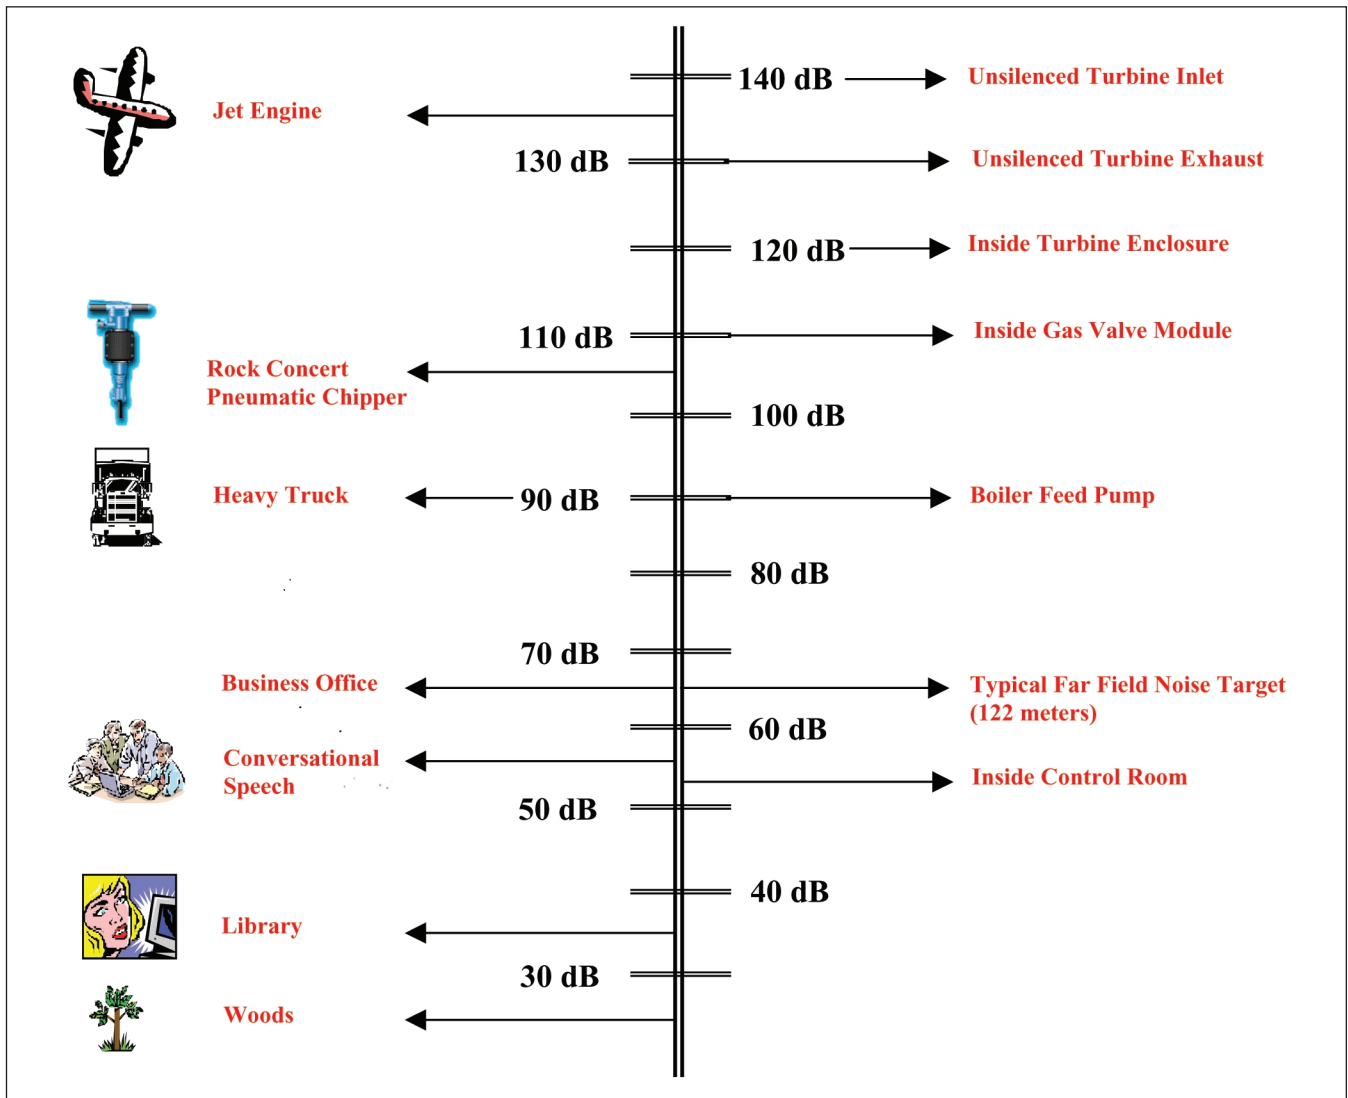 140 dB
Unsilenced Turbine Inlet
Jet Engine
130 dB
Unsilenced Turbine Exhaust
120 dB
Inside Turbine Enclosure
110 dB
Inside Gas Valve Module
Rock Concert
Pneumatic Chipper
100 dB
Heavy Truck
90 dB
Boiler Feed Pump
80 dB
70 dB
Business Office
Typical Far Field Noise Target
(122 meters)
60 dB
Conversational
Speech
Inside Control Room
50 dB
40 dB
Library
30 dB
Woods